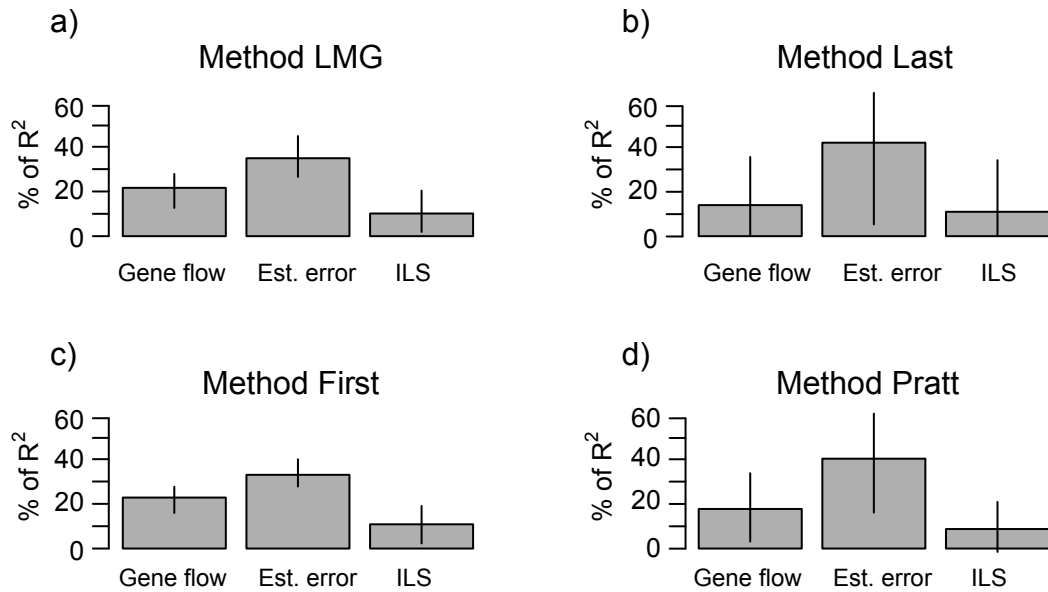 a)
Method LMG
% of R²
60
40
20
0
Gene flow Est. error ILS
b)
Method Last
% of R²
60
40
20
0
Gene flow Est. error ILS
c)
Method First
% of R²
60
40
20
0
Gene flow Est. error ILS
d)
Method Pratt
% of R²
60
40
20
0
Gene flow Est. error ILS